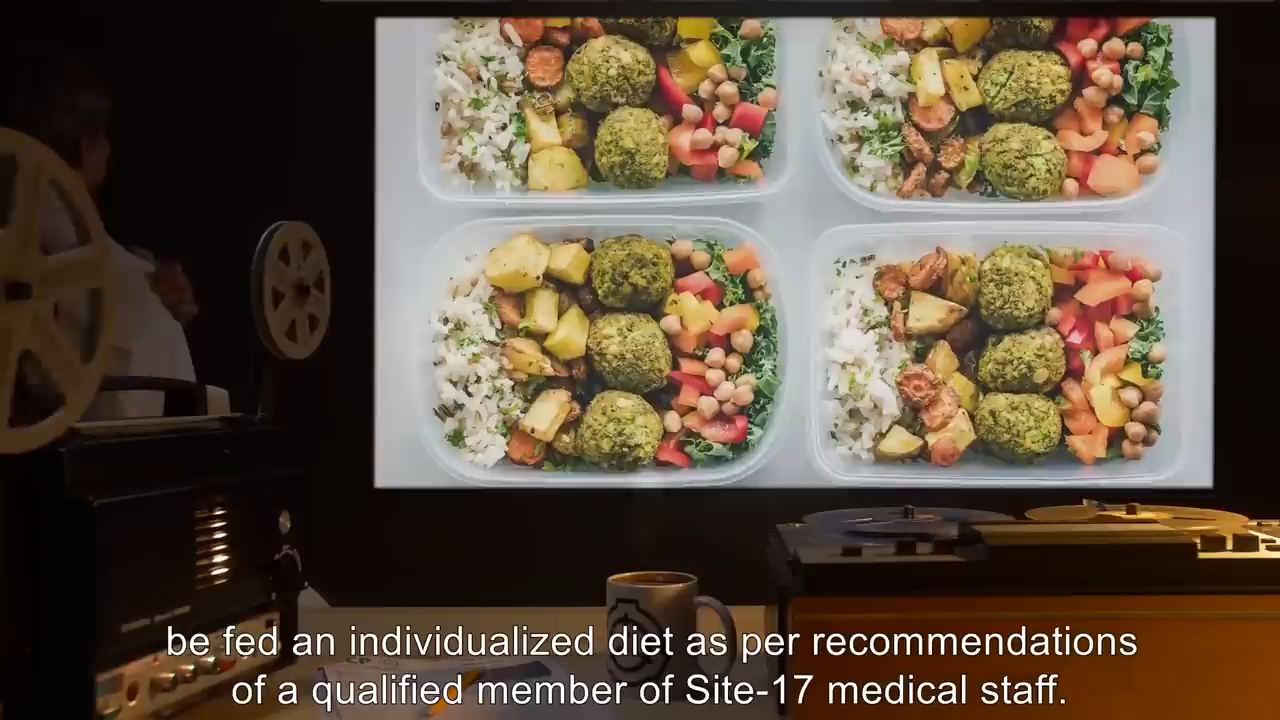 be fed an individualized diet as per recommendations
of a qualified member of Site-17 medical staff.